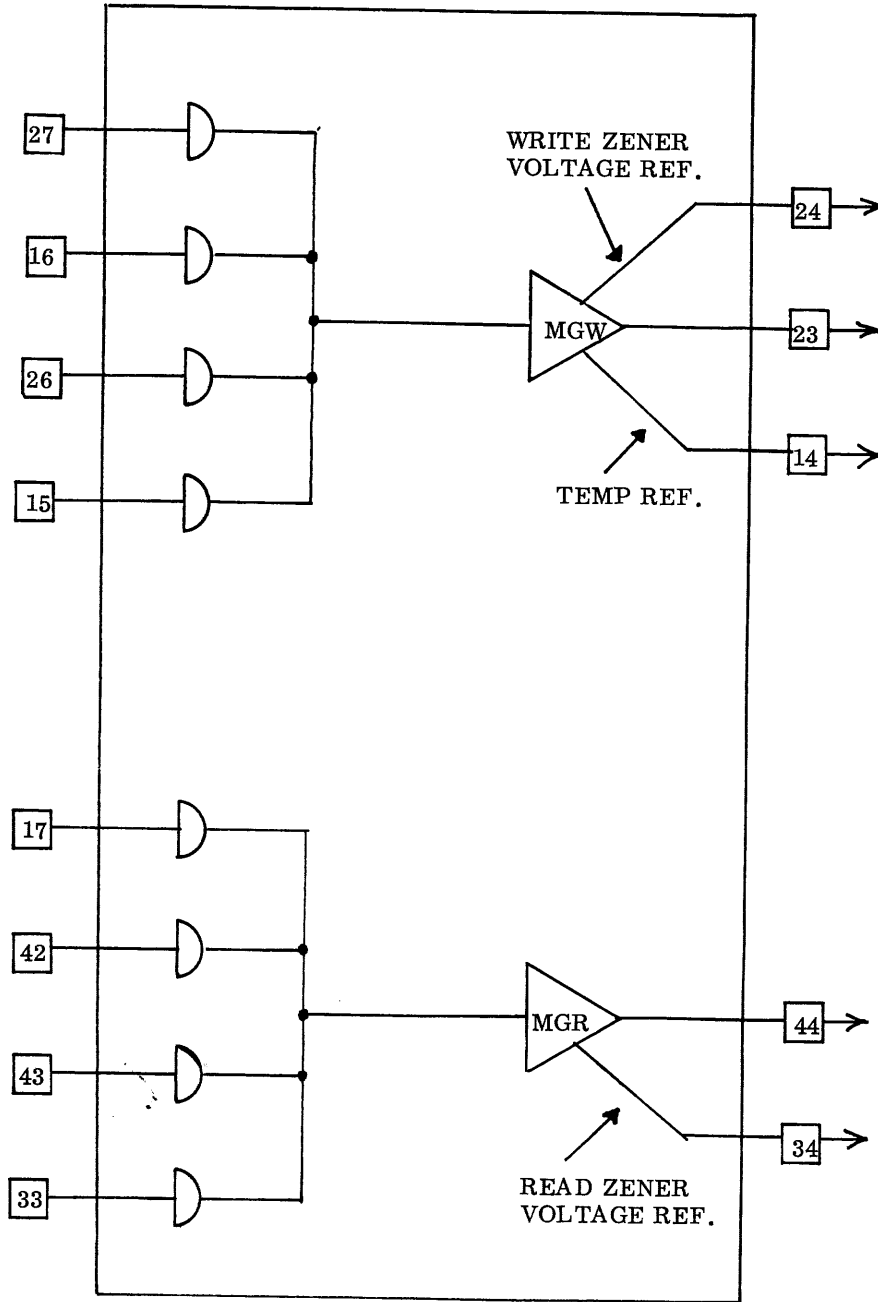 27
WRITE ZENER
VOLTAGE REF.
24
16
MGW
23
26
14
15
TEMP REF.
17
42
MGR
44
43
34
33
READ ZENER
VOLTAGE REF.